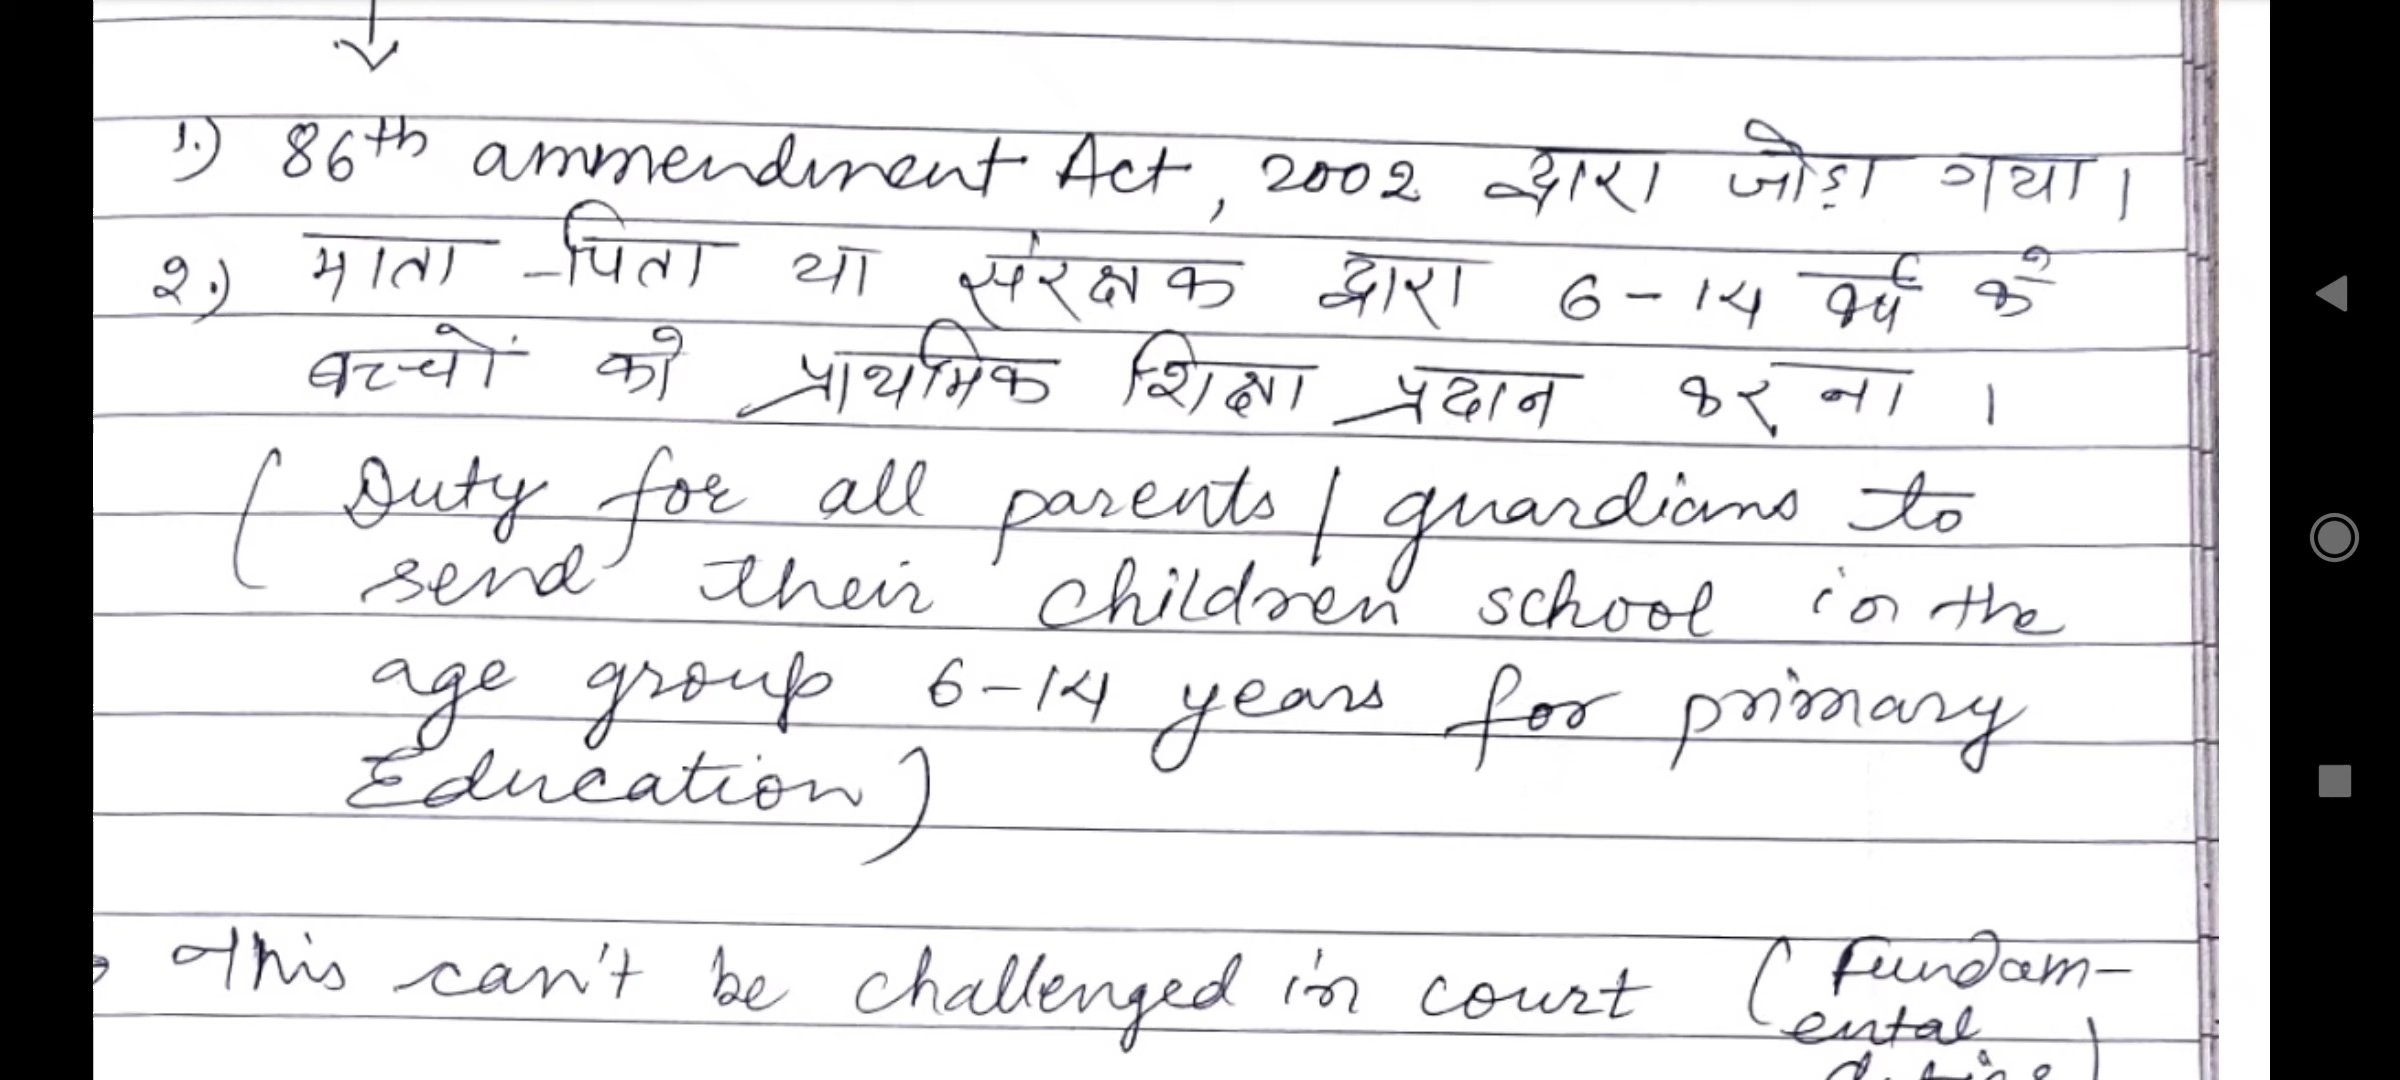 1.) 86th ammendment Act, 2002 द्वारा जोड़ा गया।
2.) माता-पिता या संरक्षक द्वारा 6-14 वर्ष के
बच्चों को प्राथमिक शिक्षा प्रदान करना।
( Duty for all parents / guardians to
send their children school in the
age group 6-14 years for primary
Education)
This can't be challenged in court ( Fundam-
ental
duties)